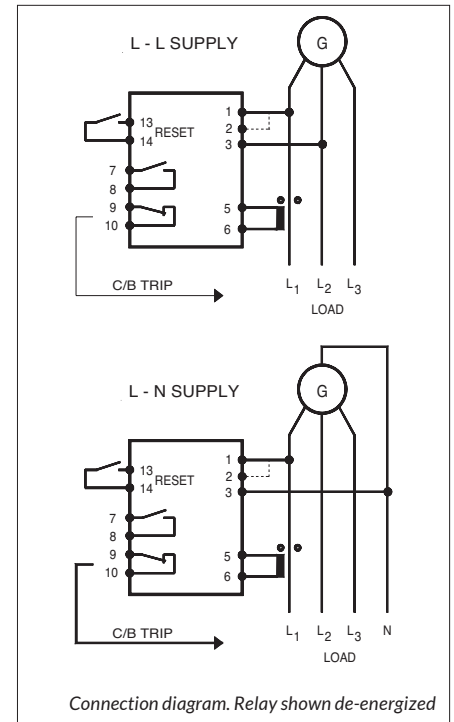 L - L SUPPLY
G
13
14
RESET
1
2
3
7
8
9
10
5
6
C/B TRIP
L1 L2 L3
LOAD
L - N SUPPLY
G
13
14
RESET
1
2
3
7
8
9
10
5
6
C/B TRIP
L1 L2 L3 N
LOAD
Connection diagram. Relay shown de-energized